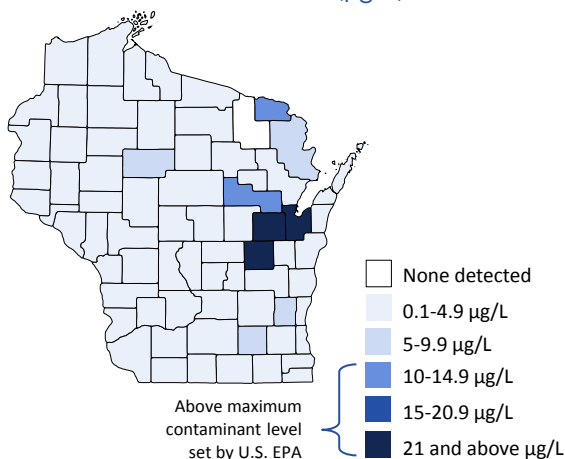 (µg/L)
None detected
0.1-4.9 µg/L
5-9.9 µg/L
10-14.9 µg/L
15-20.9 µg/L
21 and above µg/L
Above maximum
contaminant level
set by U.S. EPA